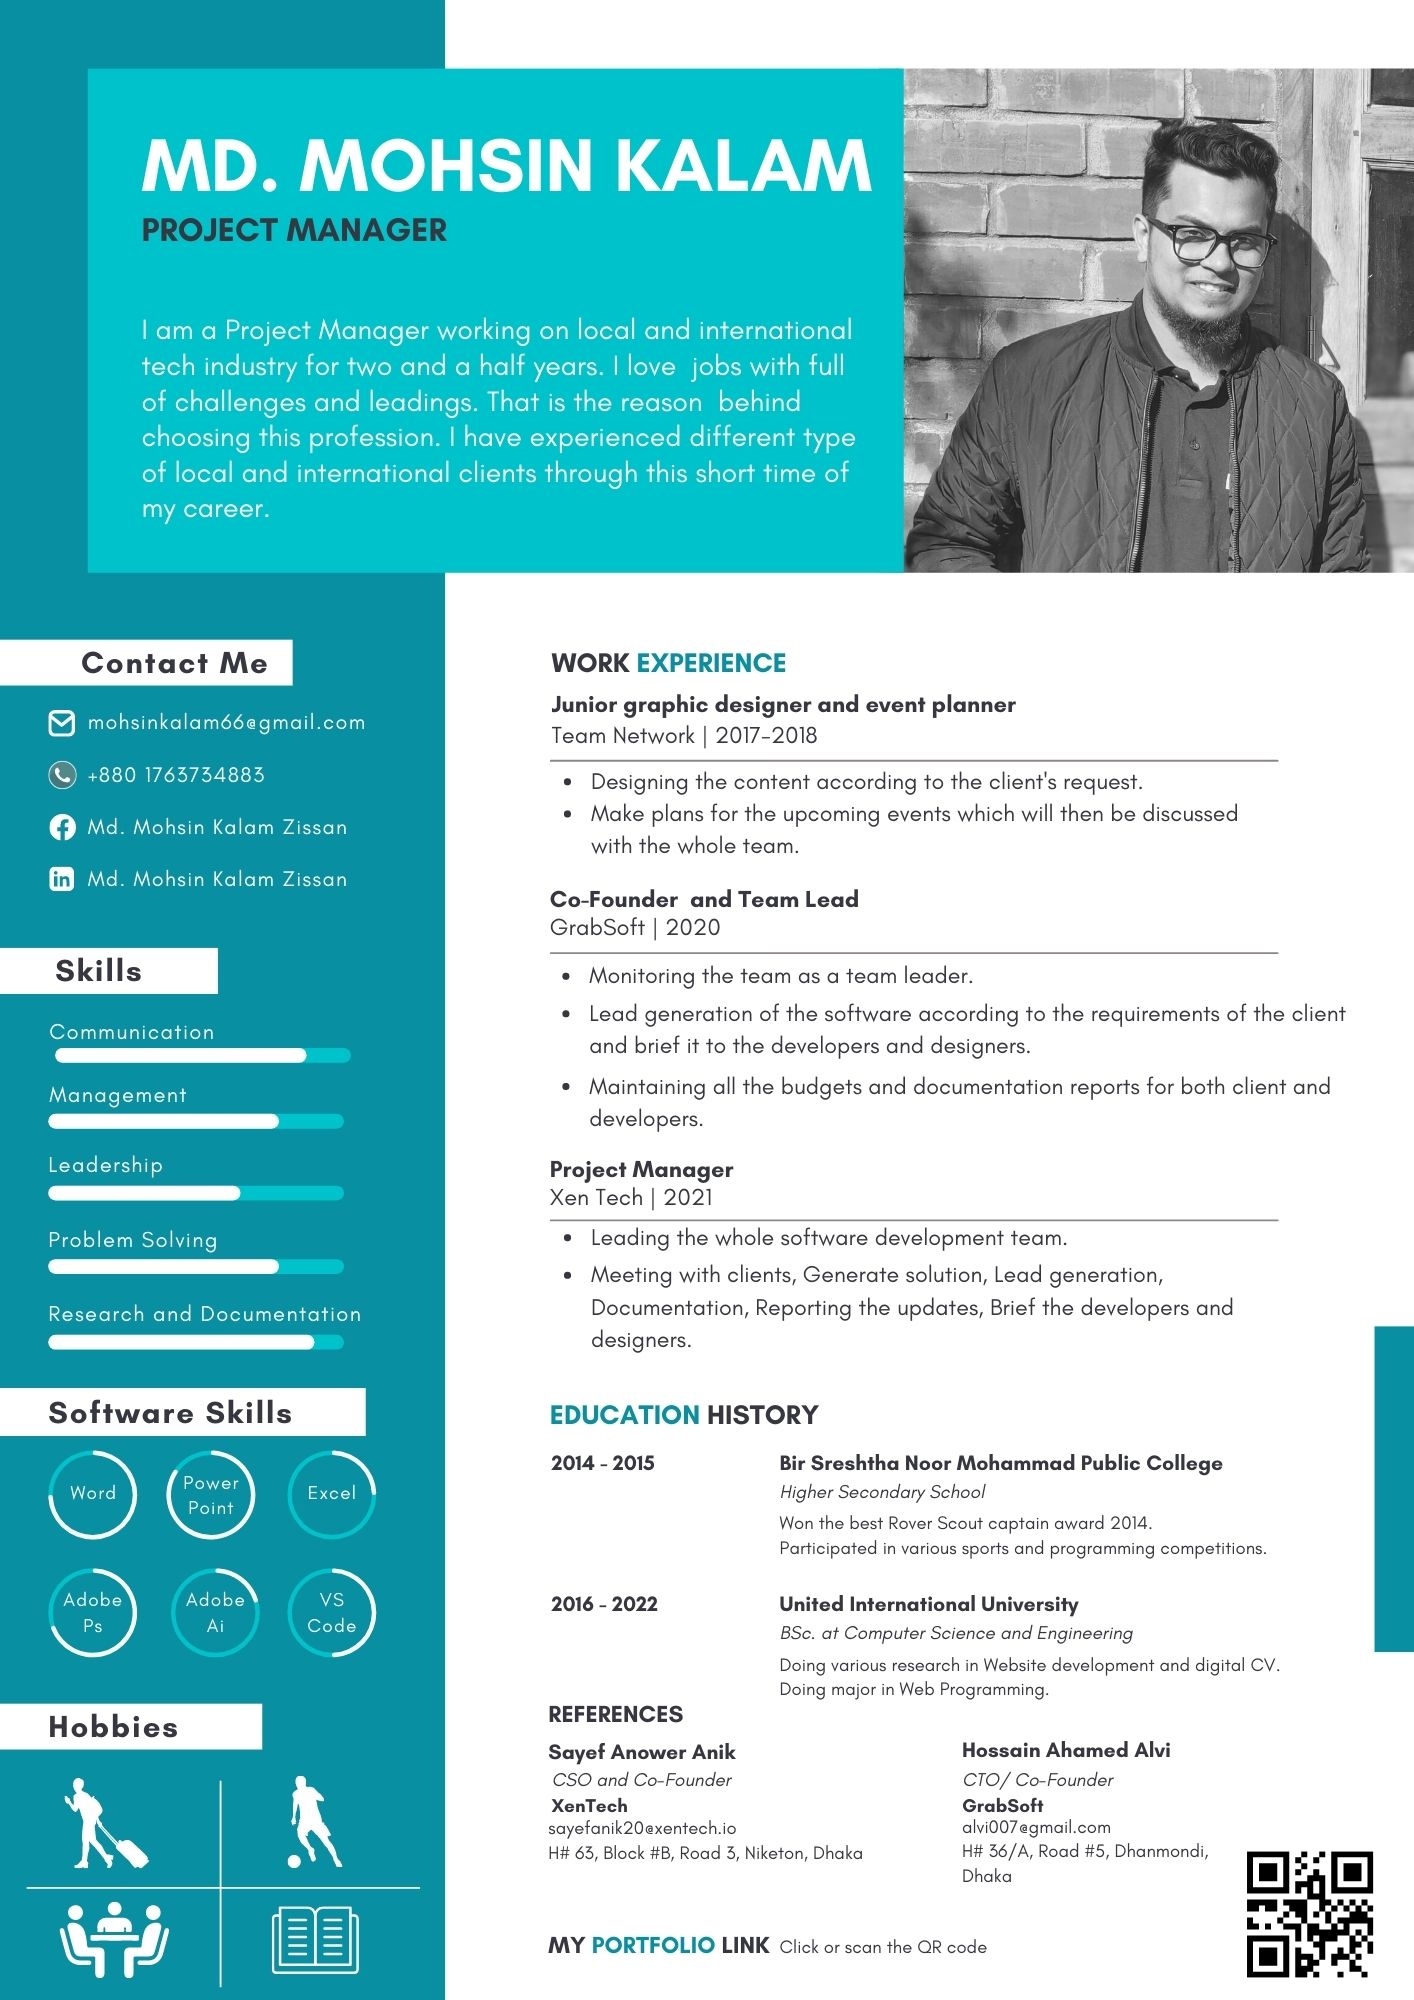 MD. MOHSIN KALAM
PROJECT MANAGER
I am a Project Manager working on local and international
tech industry for two and a half years. I love jobs with full
of challenges and leadings. That is the reason behind
choosing this profession. I have experienced different type
of local and international clients through this short time of
my career.
Contact Me
mohsinkalam66@gmail.com
+880 1763734883
Md. Mohsin Kalam Zissan
Md. Mohsin Kalam Zissan
Skills
Communication
Management
Leadership
Problem Solving
Research and Documentation
Software Skills
Word
Power
Point
Excel
Adobe
Ps
Adobe
Ai
VS
Code
Hobbies
WORK EXPERIENCE
Junior graphic designer and event planner
Team Network | 2017-2018
• Designing the content according to the client's request.
• Make plans for the upcoming events which will then be discussed
with the whole team.
Co-Founder and Team Lead
GrabSoft | 2020
• Monitoring the team as a team leader.
• Lead generation of the software according to the requirements of the client
and brief it to the developers and designers.
• Maintaining all the budgets and documentation reports for both client and
developers.
Project Manager
Xen Tech | 2021
• Leading the whole software development team.
• Meeting with clients, Generate solution, Lead generation,
Documentation, Reporting the updates, Brief the developers and
designers.
EDUCATION HISTORY
2014 - 2015
Bir Sreshtha Noor Mohammad Public College
Higher Secondary School
Won the best Rover Scout captain award 2014.
Participated in various sports and programming competitions.
2016 - 2022
United International University
BSc. at Computer Science and Engineering
Doing various research in Website development and digital CV.
Doing major in Web Programming.
REFERENCES
Sayef Anower Anik
CSO and Co-Founder
XenTech
sayefanik20@xentech.io
H# 63, Block #B, Road 3, Niketon, Dhaka
Hossain Ahamed Alvi
CTO/ Co-Founder
GrabSoft
alvi007@gmail.com
H# 36/A, Road #5, Dhanmondi,
Dhaka
MY PORTFOLIO LINK Click or scan the QR code